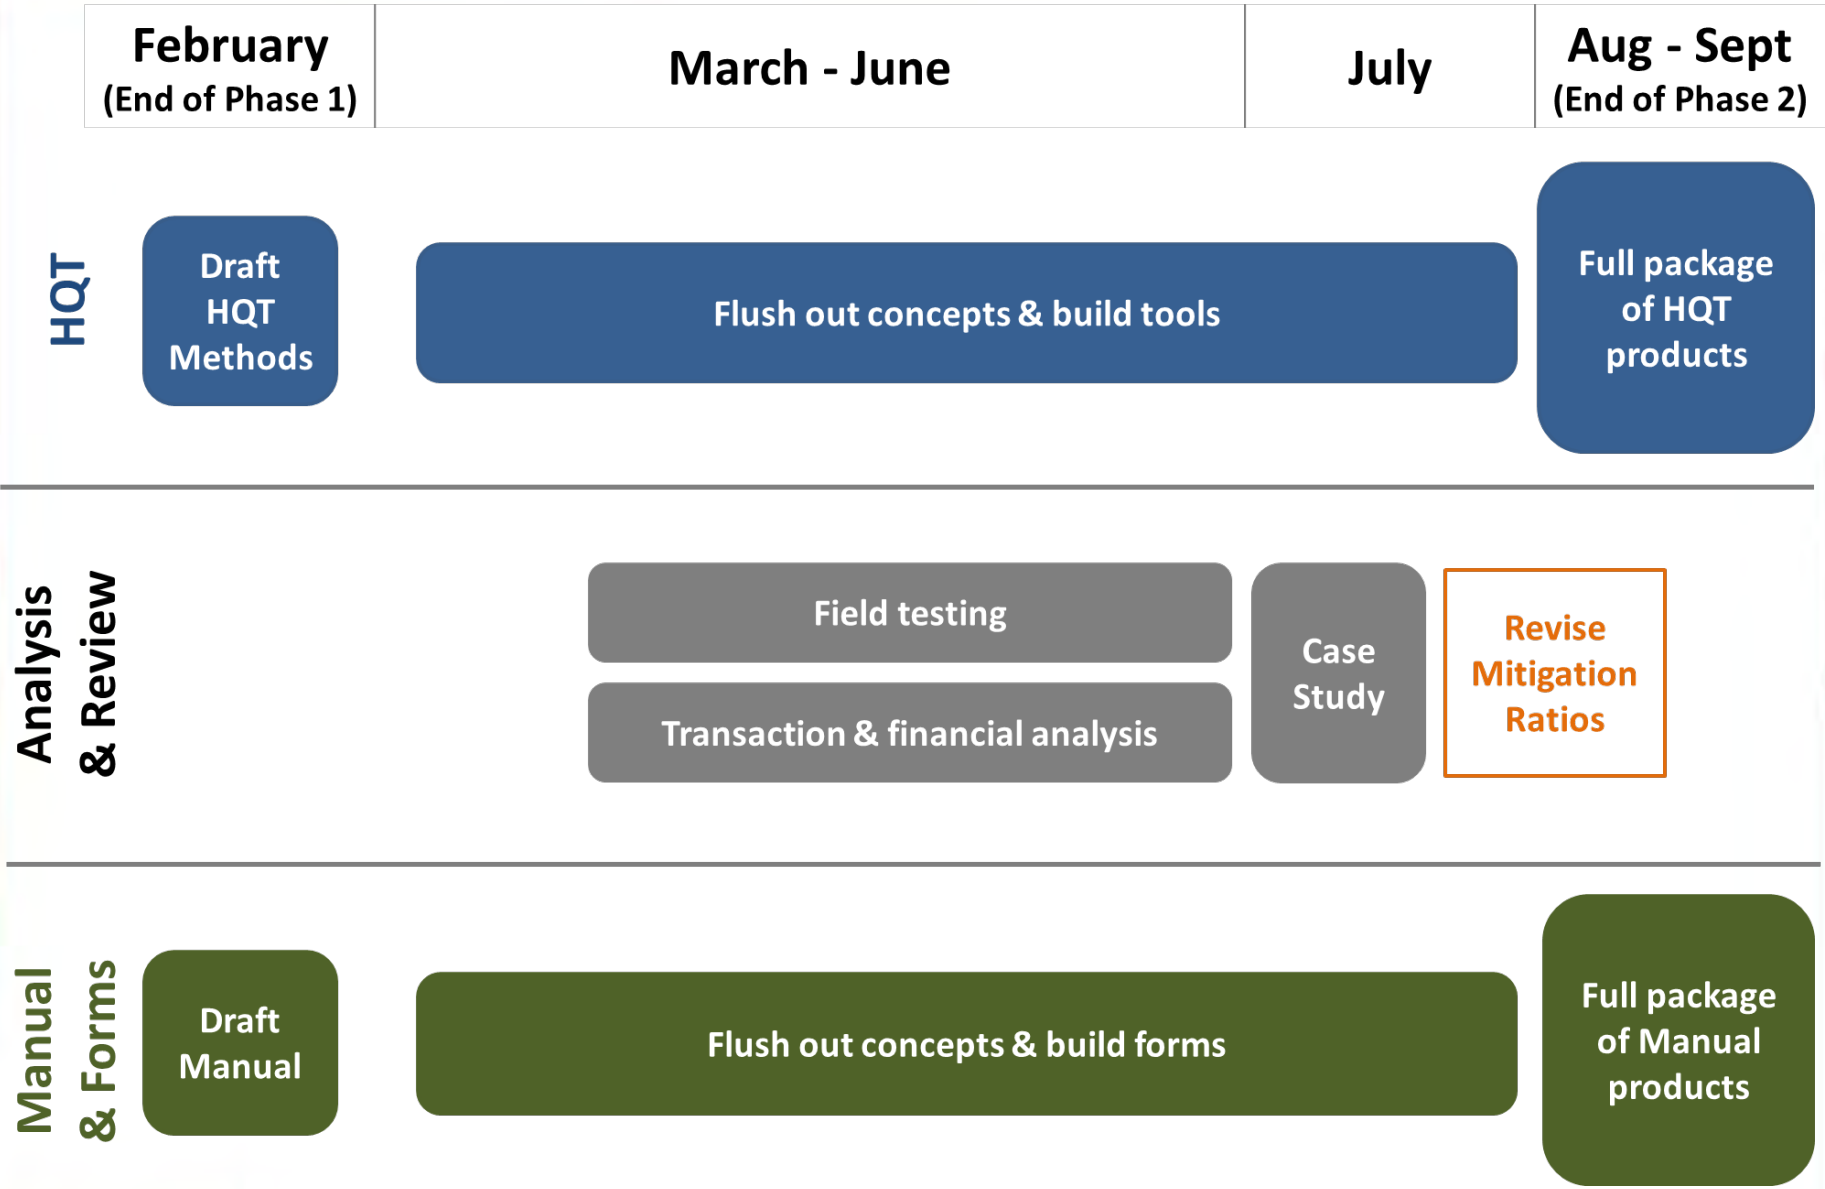 February
(End of Phase 1)
March - June
July
Aug - Sept
(End of Phase 2)
HQT
Draft
HQT
Methods
Flush out concepts & build tools
Full package
of HQT
products
Analysis
& Review
Field testing
Transaction & financial analysis
Case
Study
Revise
Mitigation
Ratios
Manual
& Forms
Draft
Manual
Flush out concepts & build forms
Full package
of Manual
products